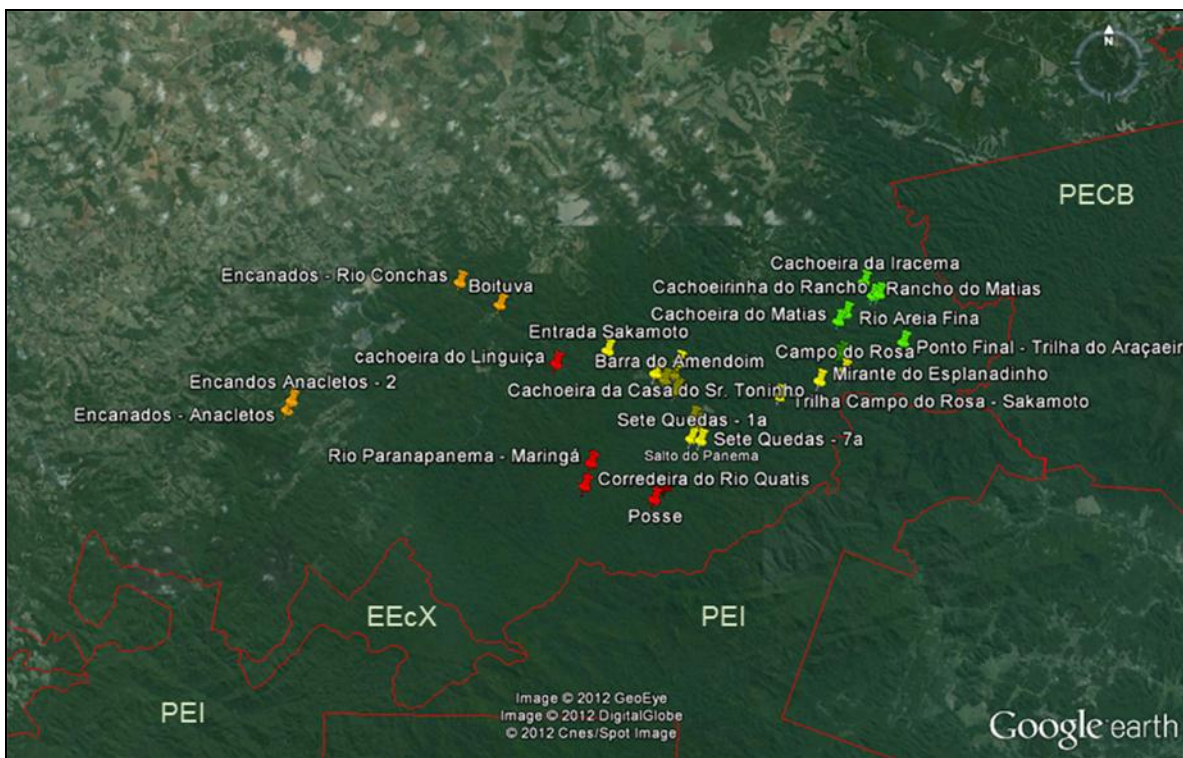 N
PECB
Cachoeira da Iracema
Encanados - Rio Conchas
Boituva
Cachoeirinha do Rancho
Rancho do Matias
Cachoeira do Matias
Rio Areia Fina
Entrada Sakamoto
cachoeira do Linguiça
Barra do Amendoim
Campo do Rosa
Ponto Final - Trilha do Araçaeir
Encandos Anacletos - 2
Cachoeira da Casa do Sr. Toninho
Mirante do Esplanadinho
Trilha Campo do Rosa - Sakamoto
Encanados - Anacletos
Sete Quedas - 1a
Sete Quedas - 7a
Salto do Panema
Rio Paranapanema - Maringá
Corredeira do Rio Quatis
Posse
EEcX
PEI
PEI
Image © 2012 GeoEye
Image © 2012 DigitalGlobe
© 2012 Cnes/Spot Image
Google earth